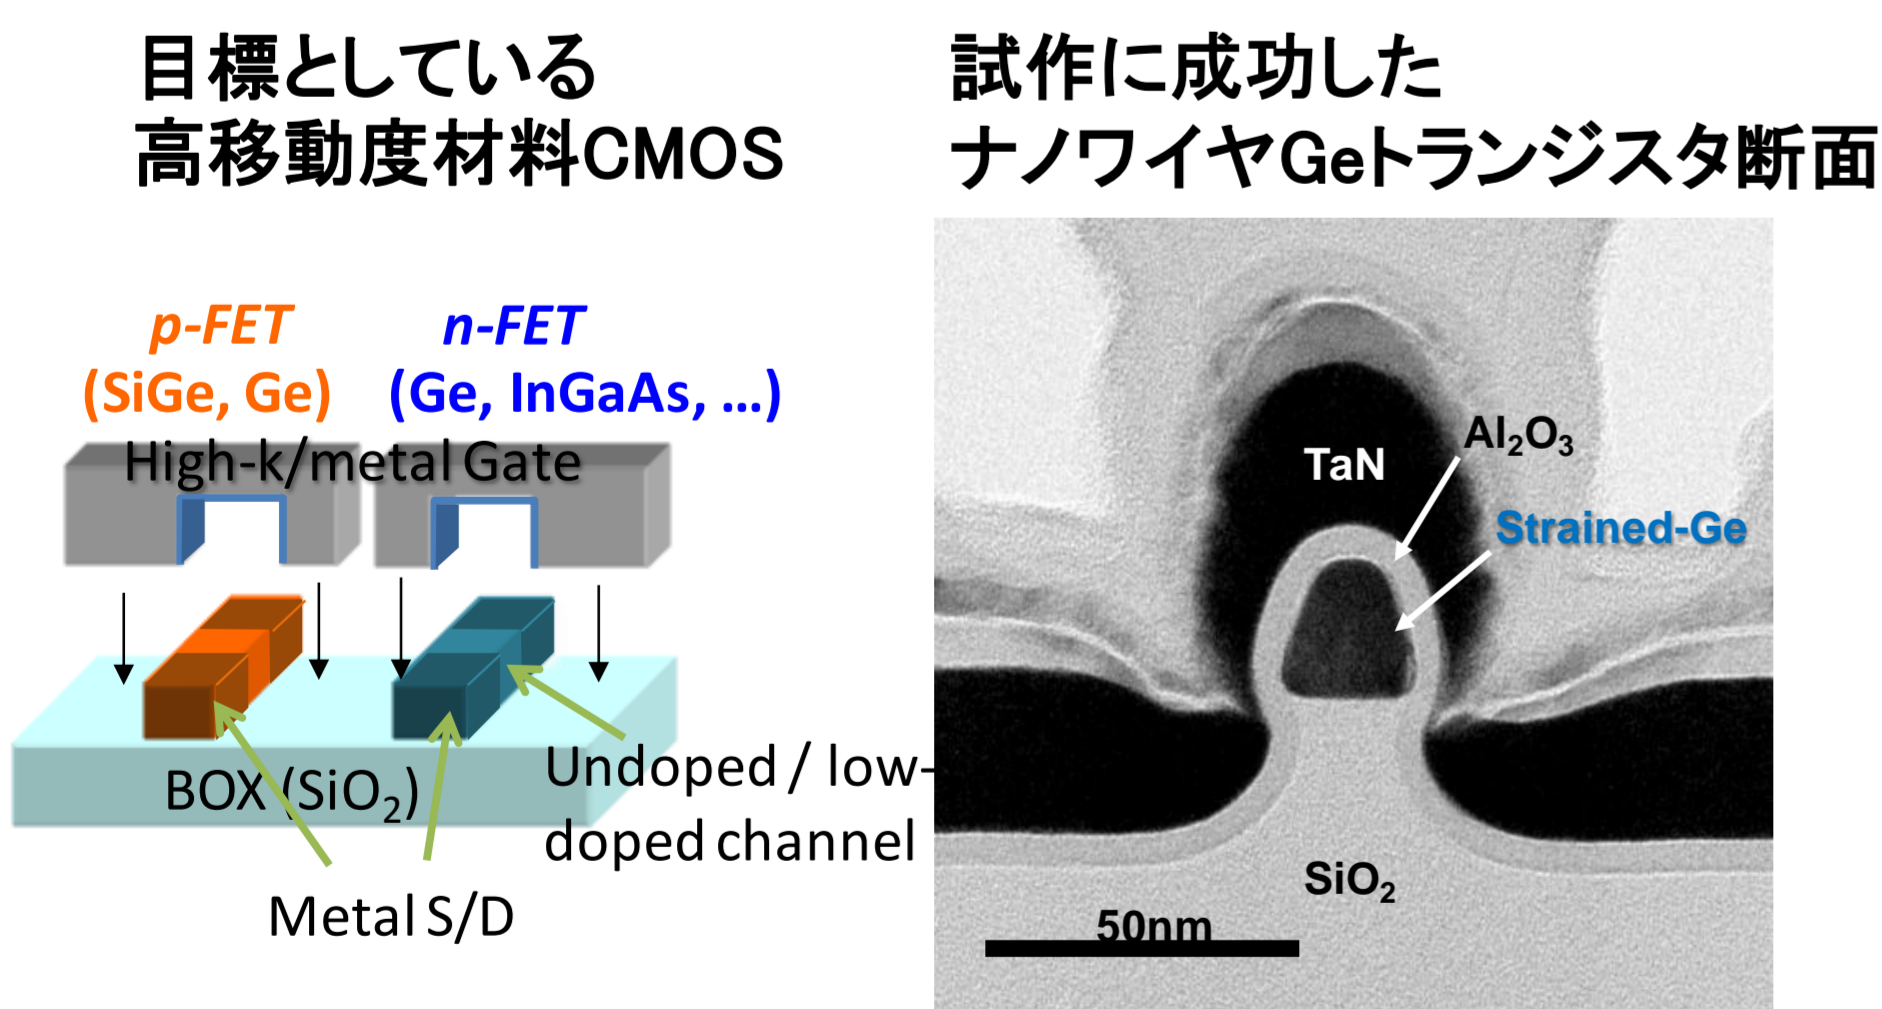 目標としている
高移動度材料CMOS
p-FET
(SiGe, Ge)
n-FET
(Ge, InGaAs, ...)
High-k/metal Gate
BOX (SiO₂)
Undoped / low-
doped channel
Metal S/D
試作に成功した
ナノワイヤGeトランジスタ断面
TaN
Al₂O₃
Strained-Ge
SiO₂
50nm